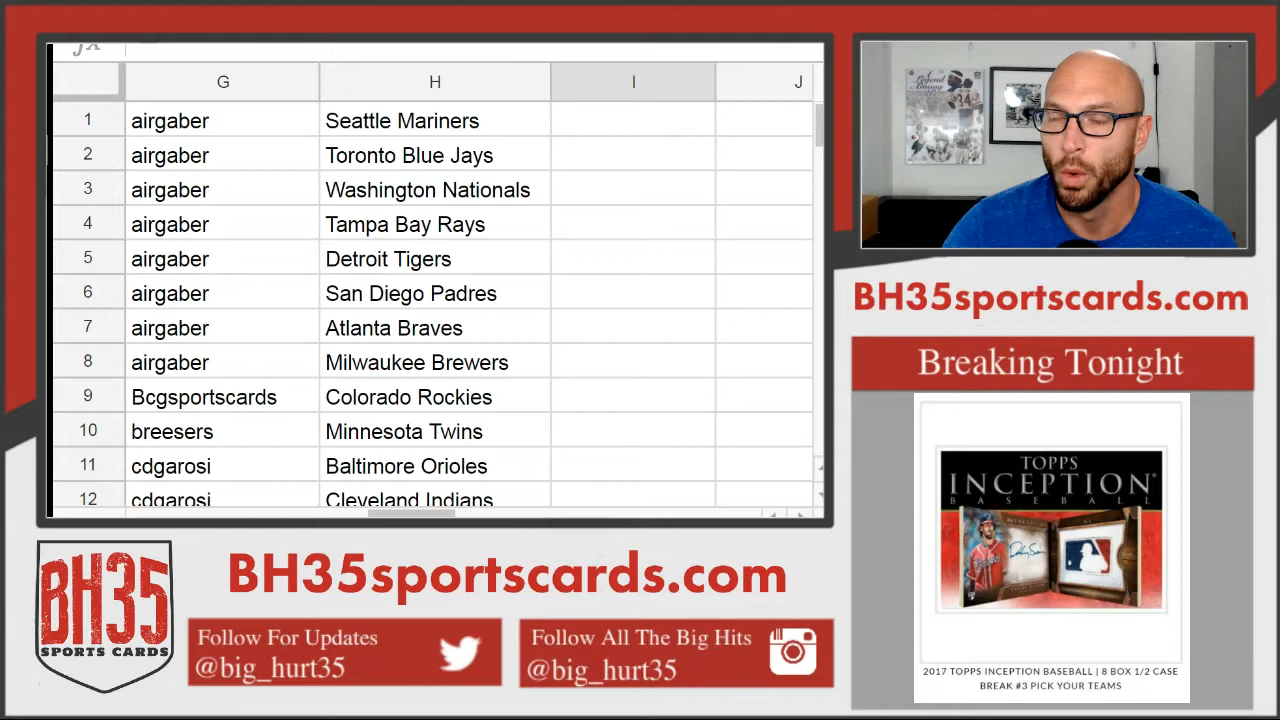 G H I J
1 airgaber Seattle Mariners
2 airgaber Toronto Blue Jays
3 airgaber Washington Nationals
4 airgaber Tampa Bay Rays
5 airgaber Detroit Tigers
6 airgaber San Diego Padres
7 airgaber Atlanta Braves
8 airgaber Milwaukee Brewers
9 Bcgsportscards Colorado Rockies
10 breesers Minnesota Twins
11 cdgarosi Baltimore Orioles
12 cdgarosi Cleveland Indians
BH35sportscards.com
Breaking Tonight
TOPPS
INCEPTION
BASEBALL
2017 TOPPS INCEPTION BASEBALL | 8 BOX 1/2 CASE
BREAK #3 PICK YOUR TEAMS
BH35
SPORTS CARDS
BH35sportscards.com
Follow For Updates
@big_hurt35
Follow All The Big Hits
@big_hurt35